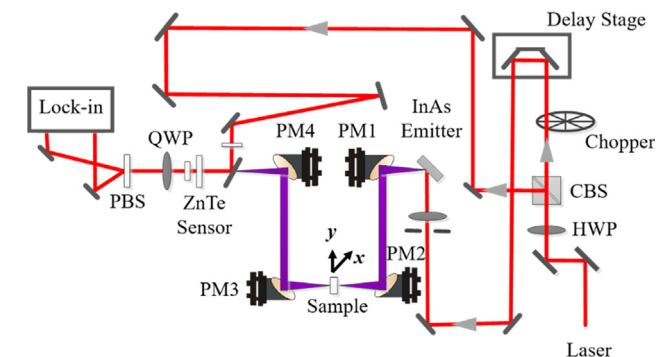 Delay Stage
Lock-in
QWP
PM4
PM1
InAs
Emitter
Chopper
PBS
ZnTe
Sensor
CBS
HWP
y
x
PM2
PM3
Sample
Laser